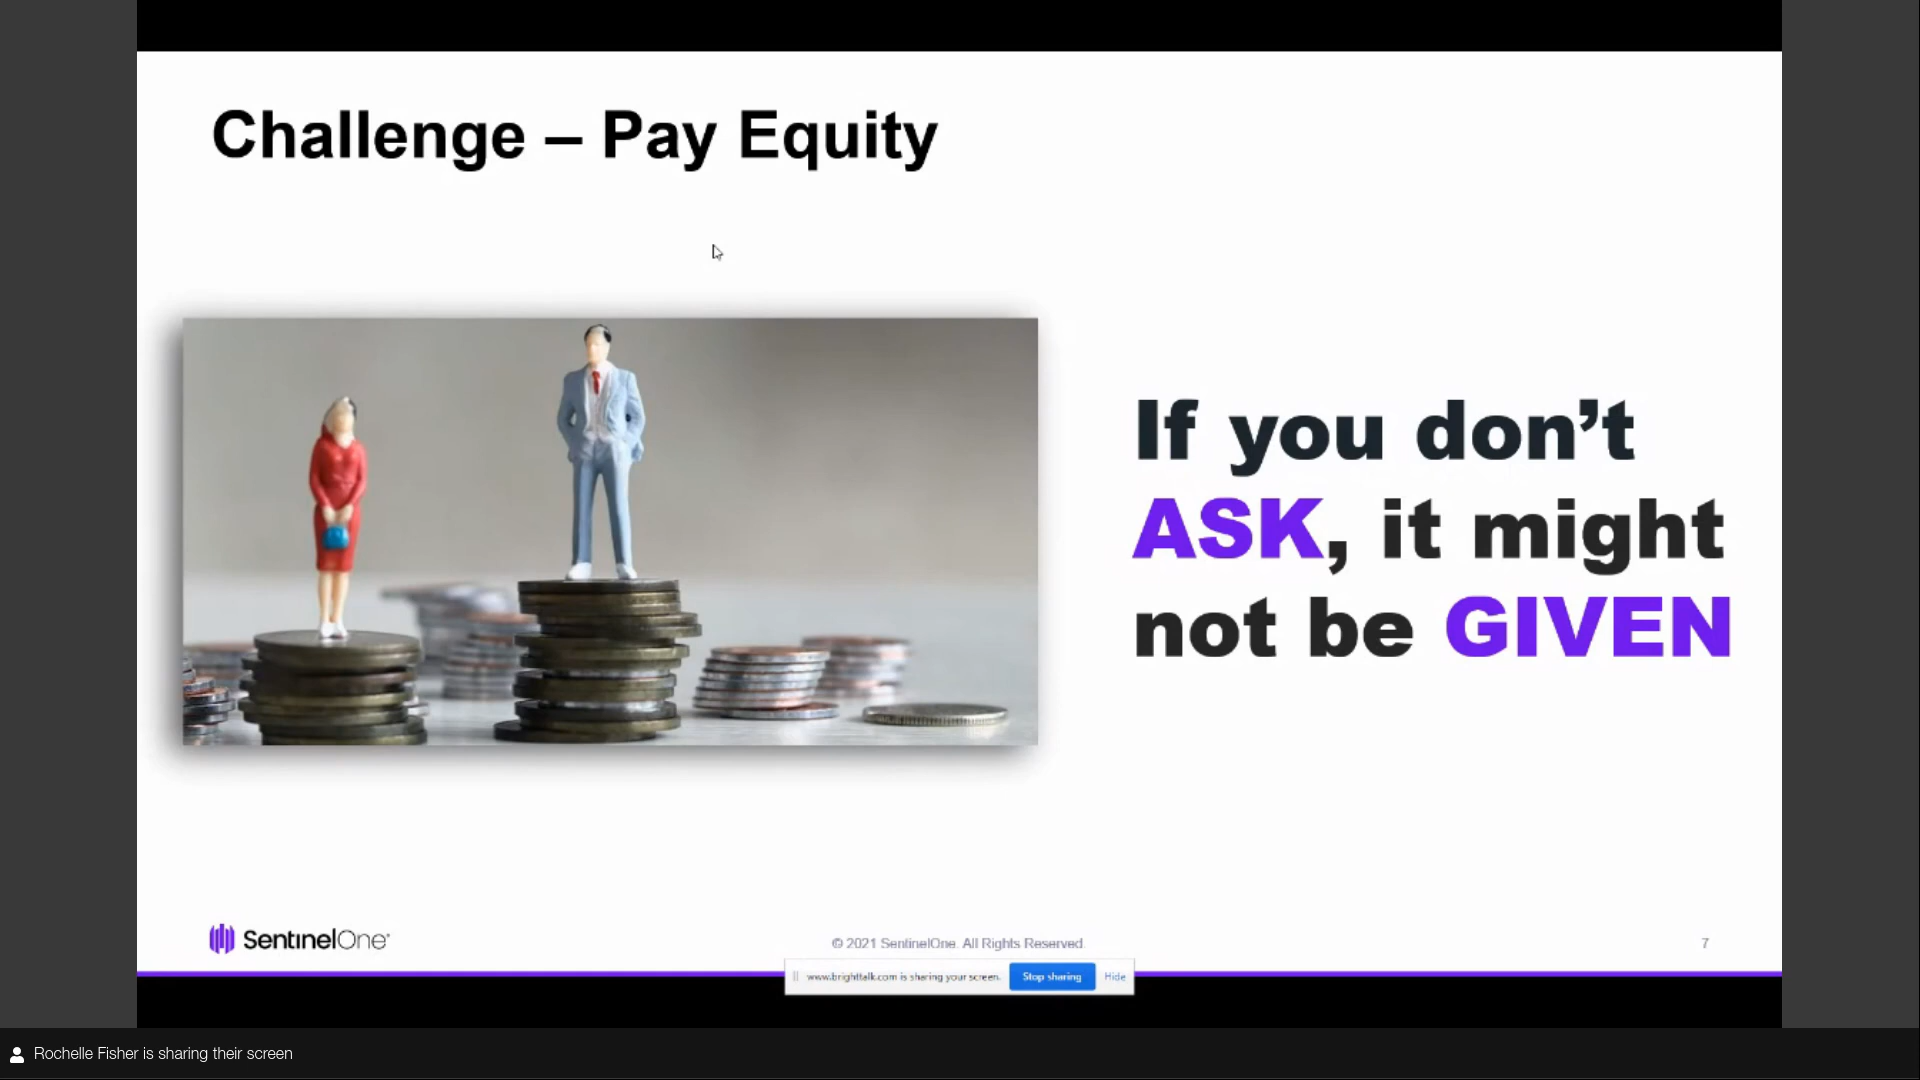 Challenge – Pay Equity
If you don’t
ASK, it might
not be GIVEN
SentinelOne
© 2021 SentinelOne. All Rights Reserved.
7
www.brighttalk.com is sharing your screen.
Stop sharing
Hide
Rochelle Fisher is sharing their screen